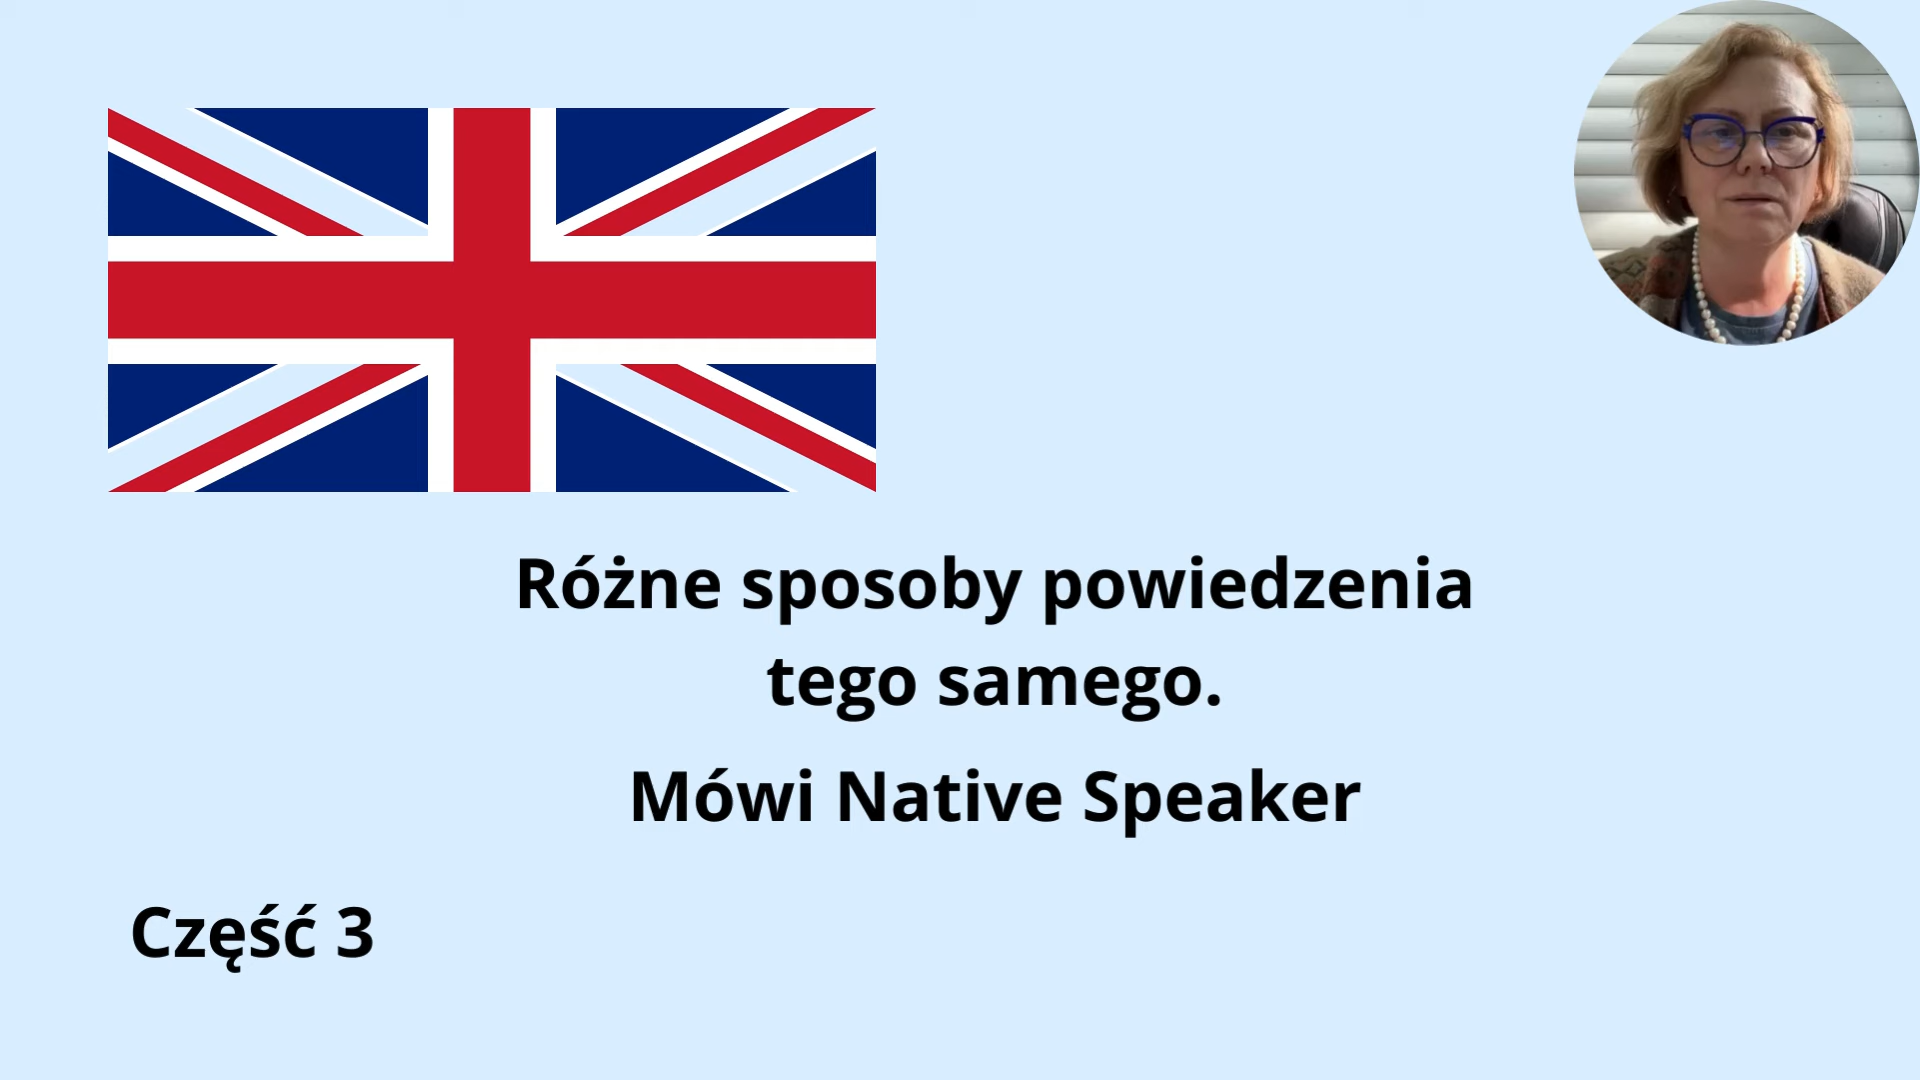 Różne sposoby powiedzenia
tego samego.
Mówi Native Speaker
Część 3